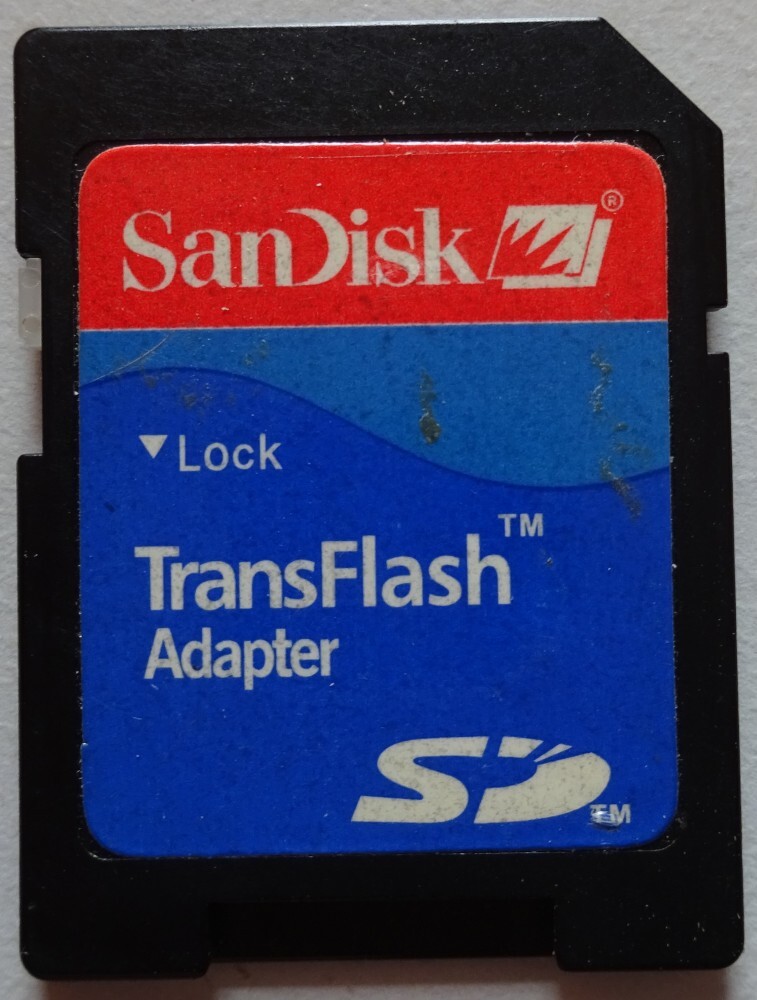 SanDisk ®
▼Lock
TransFlash™
Adapter
SD™